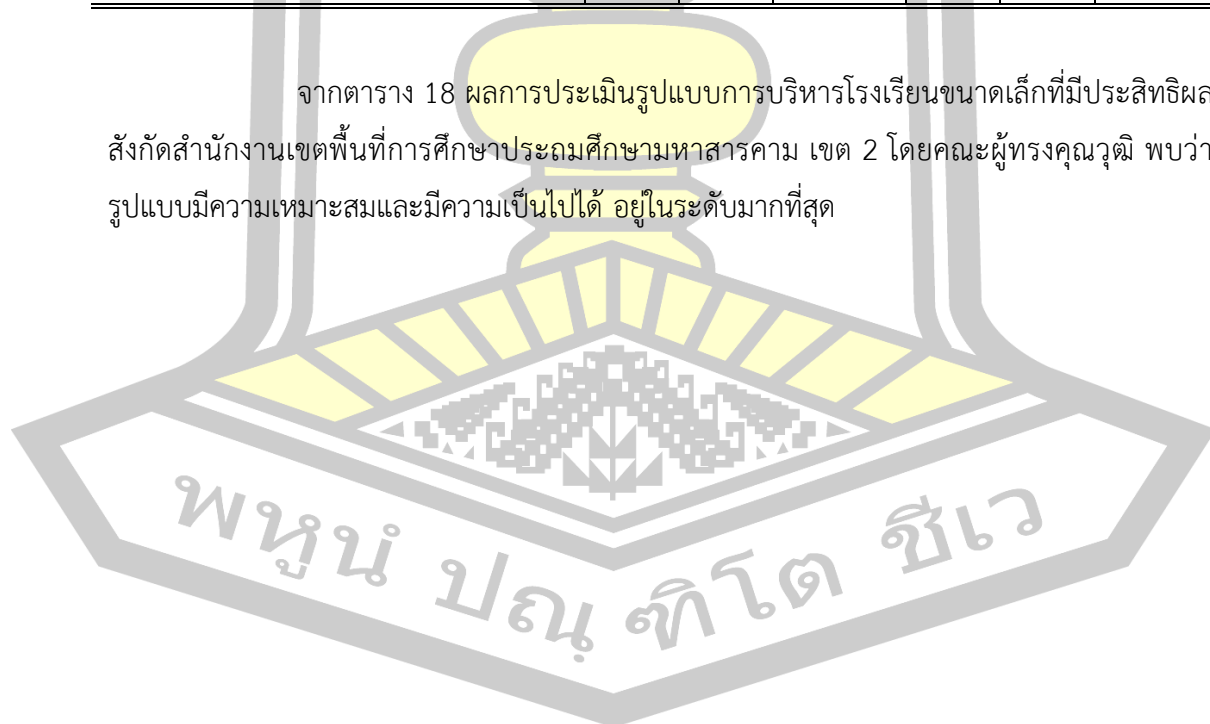 จากตาราง 18 ผลการประเมินรูปแบบการบริหารโรงเรียนขนาดเล็กที่มีประสิทธิผล
สังกัดสำนักงานเขตพื้นที่การศึกษาประถมศึกษามหาสารคาม เขต 2 โดยคณะผู้ทรงคุณวุฒิ พบว่า
รูปแบบมีความเหมาะสมและมีความเป็นไปได้ อยู่ในระดับมากที่สุด
พหูนํ ปณฺฑิโต ชีเว